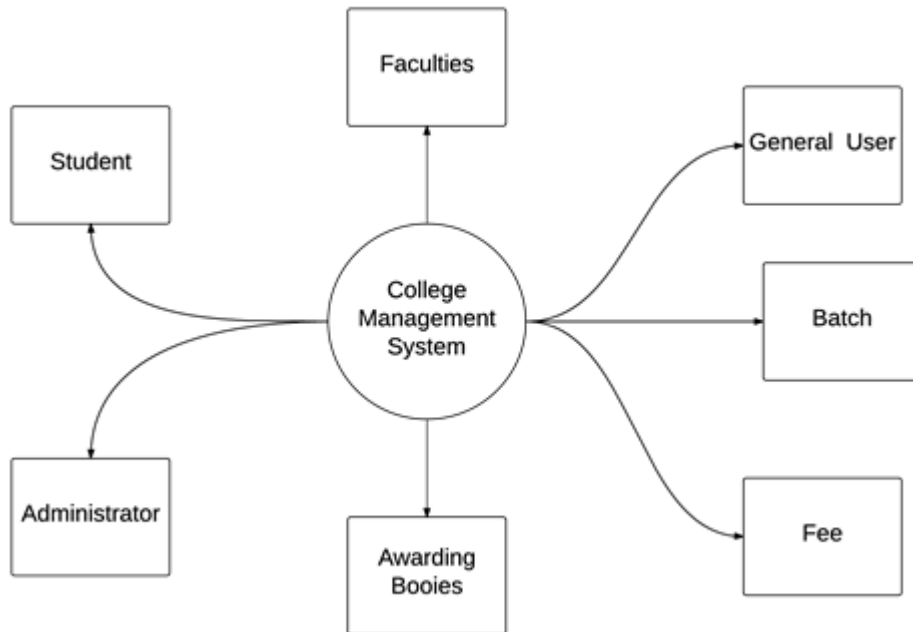 Faculties
Student
General User
College
Management
System
Batch
Administrator
Awarding
Booies
Fee